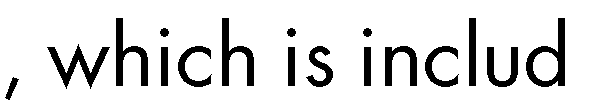 , which is includ